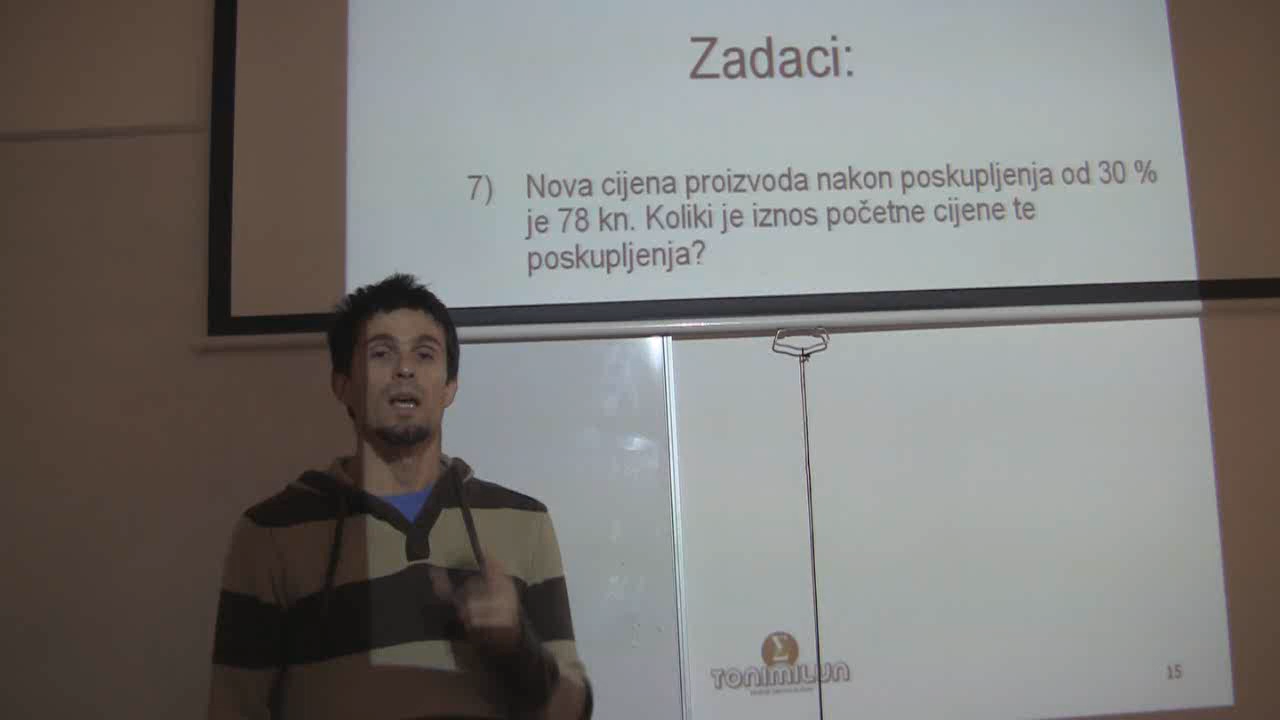 Zadaci:
7) Nova cijena proizvoda nakon poskupljenja od 30 %
je 78 kn. Koliki je iznos početne cijene te
poskupljenja?
Σ
TONIMILUN
15